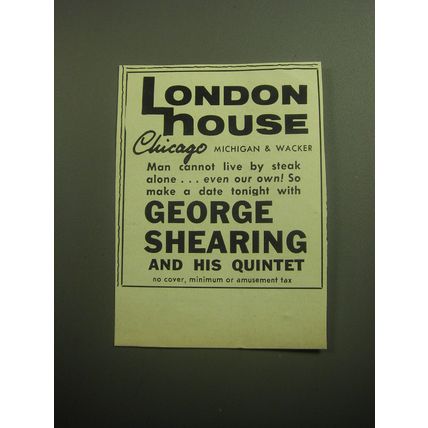 LONDON
HOUSE
Chicago MICHIGAN & WACKER
Man cannot live by steak
alone . . . even our own! So
make a date tonight with
GEORGE
SHEARING
AND HIS QUINTET
no cover, minimum or amusement tax